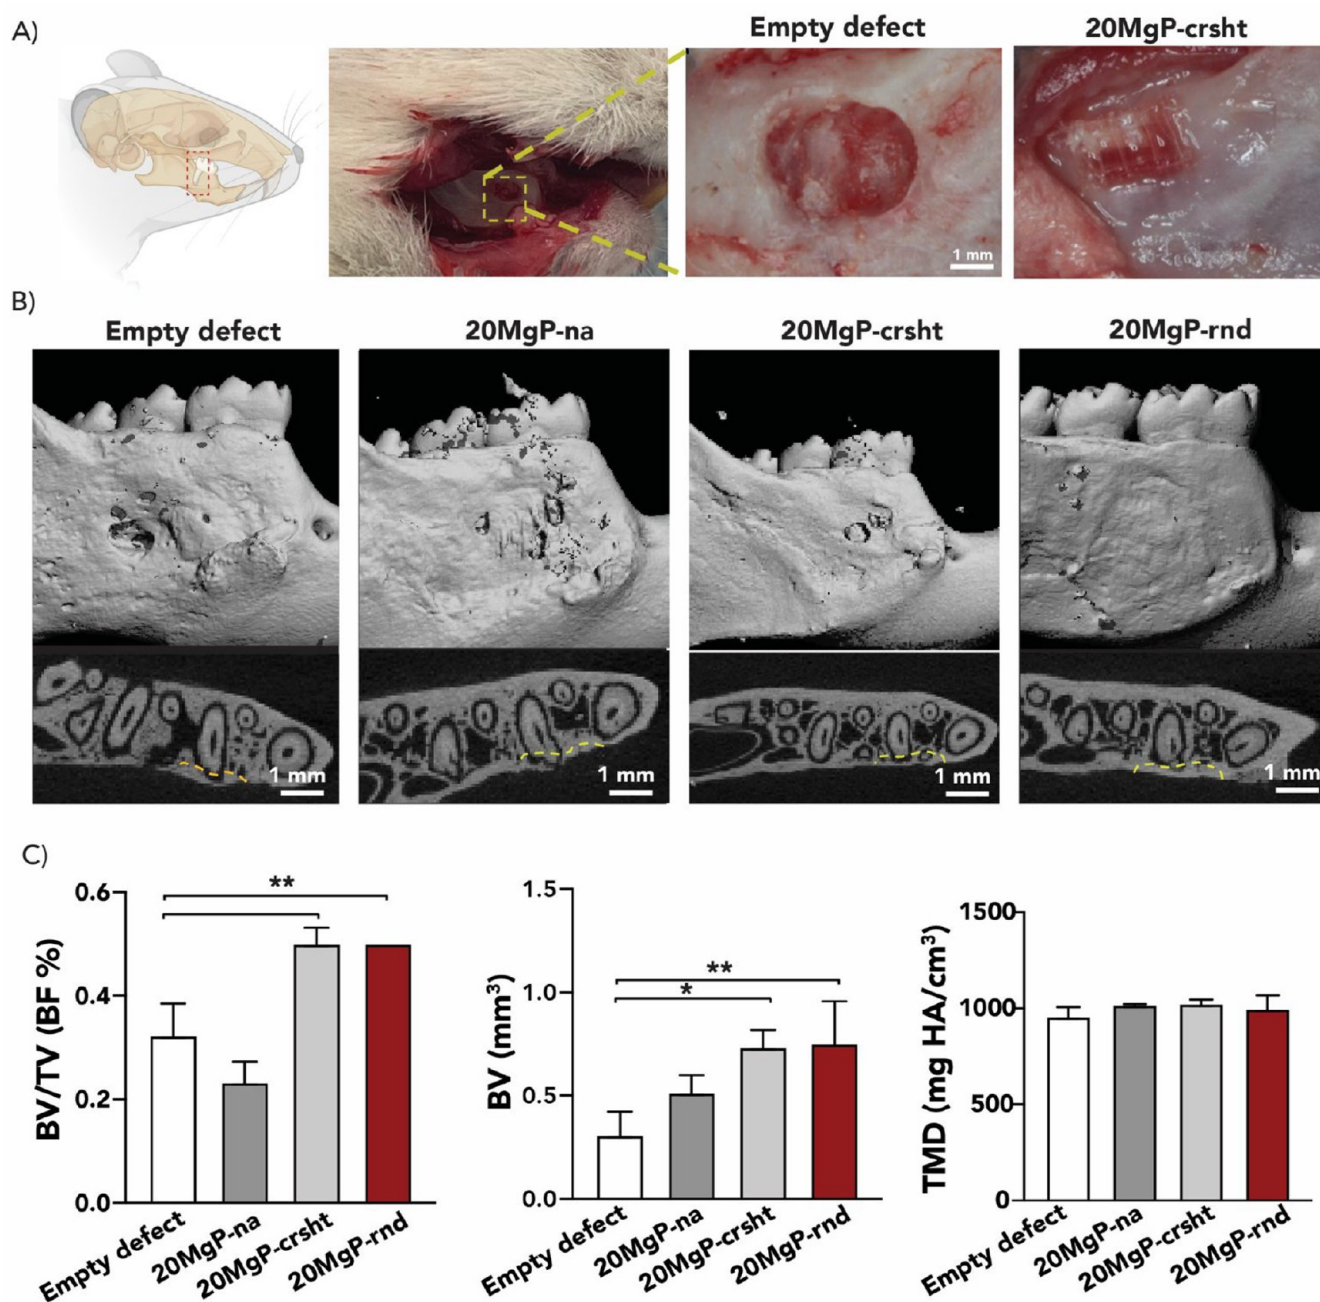 A)
Empty defect
20MgP-crsht
1 mm
B)
Empty defect
20MgP-na
20MgP-crsht
20MgP-rnd
1 mm
1 mm
1 mm
1 mm
C)
BV/TV (BF %)
0.6
0.4
0.2
0.0
**
Empty defect
20MgP-na
20MgP-crsht
20MgP-rnd
BV (mm³)
1.5
1.0
0.5
0.0
**
*
Empty defect
20MgP-na
20MgP-crsht
20MgP-rnd
TMD (mg HA/cm³)
1500
1000
500
0
Empty defect
20MgP-na
20MgP-crsht
20MgP-rnd